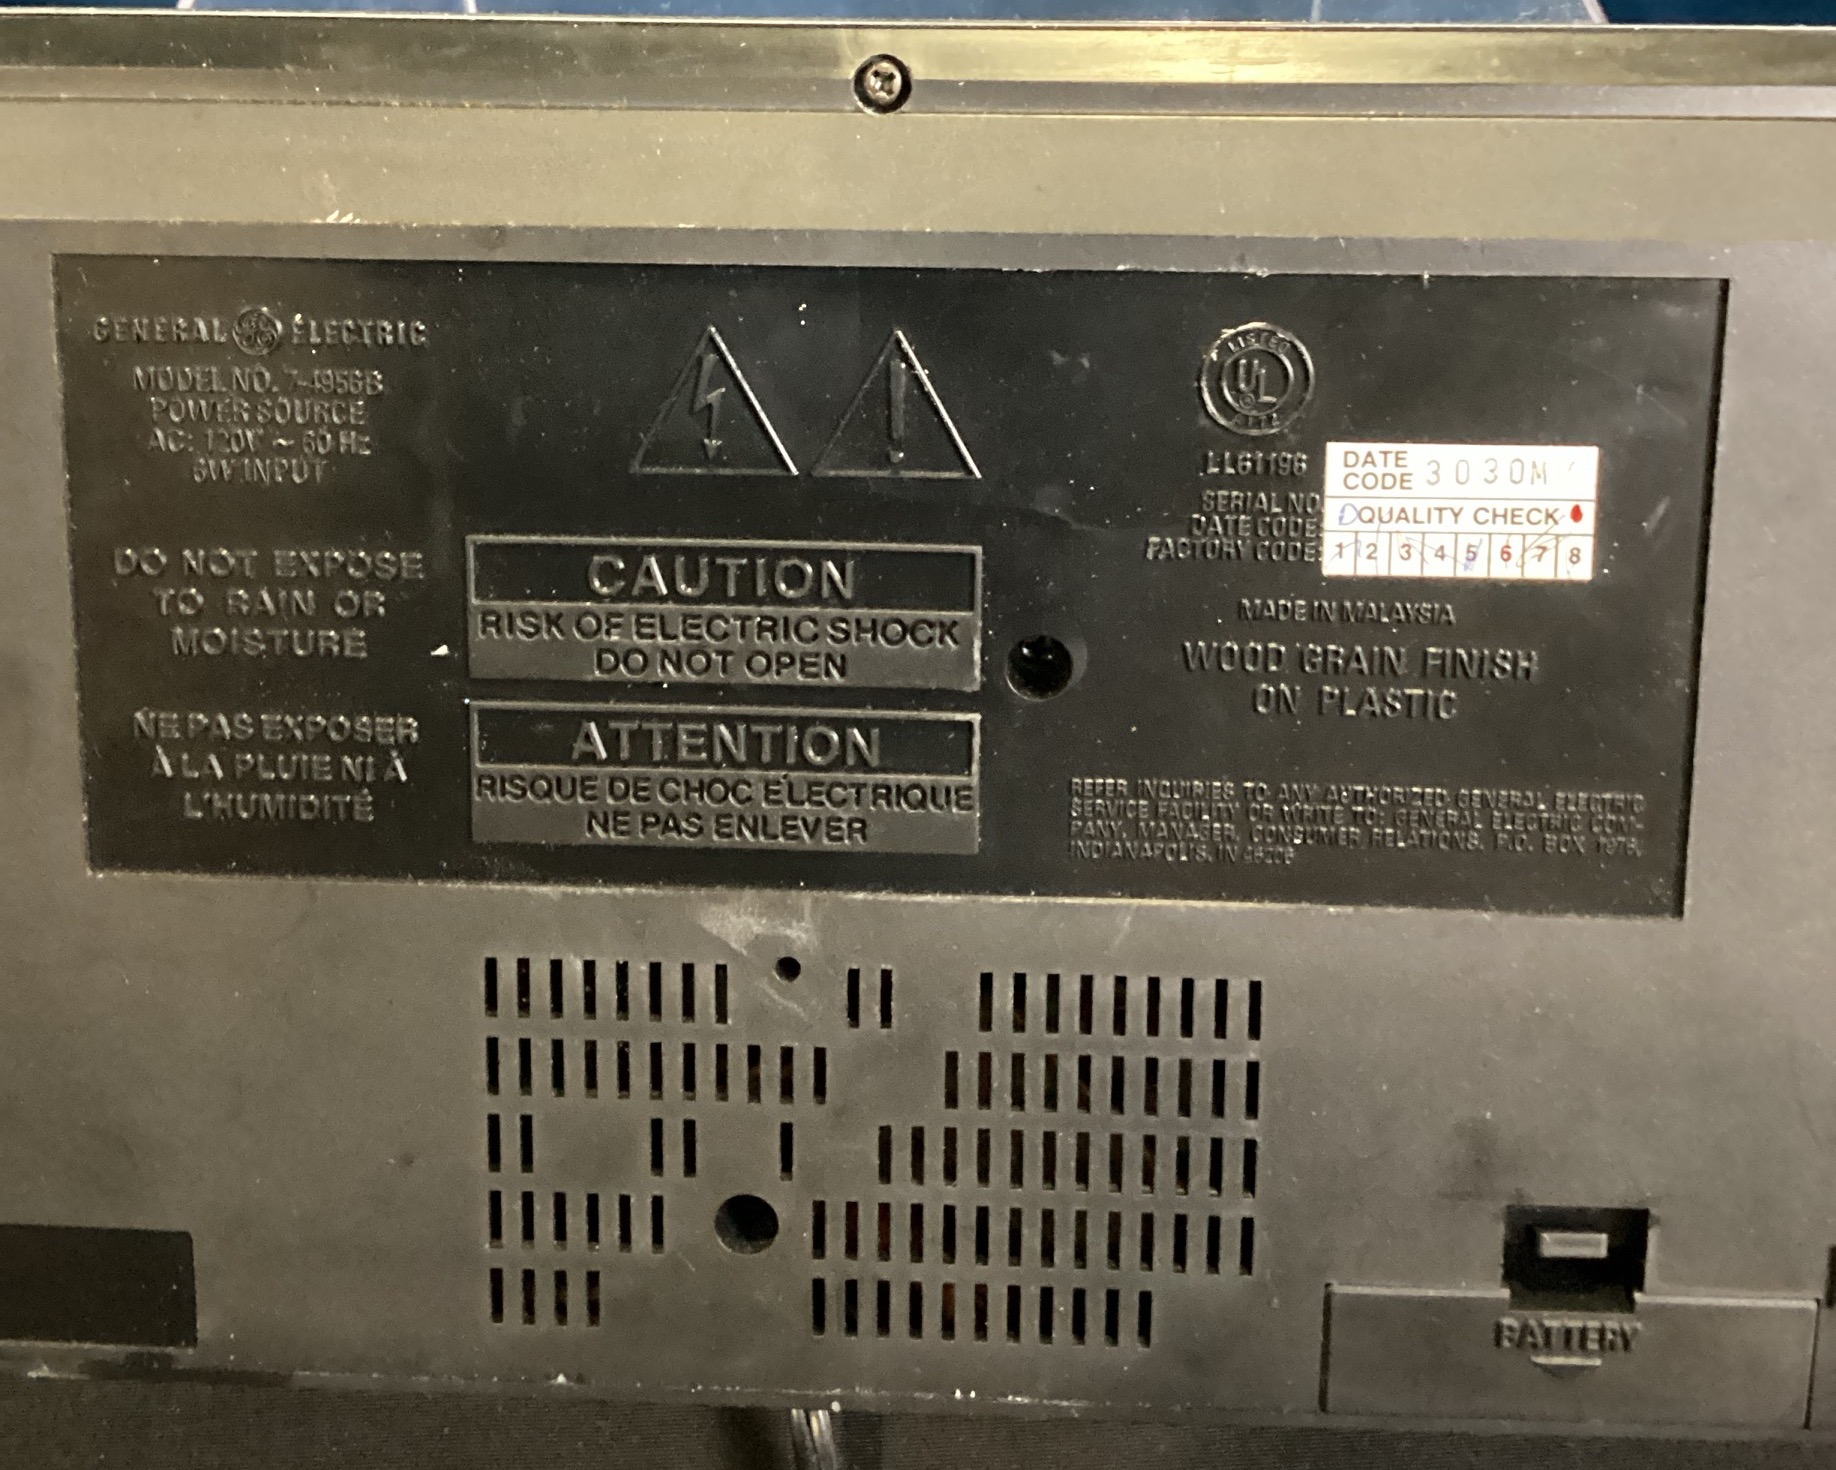 GENERAL GE ELECTRIC
MODEL NO. 7-4956B
POWER SOURCE
AC: 120V ~ 60 Hz
6W INPUT
DO NOT EXPOSE
TO RAIN OR
MOISTURE
NE PAS EXPOSER
À LA PLUIE NI À
L'HUMIDITÉ
CAUTION
RISK OF ELECTRIC SHOCK
DO NOT OPEN
ATTENTION
RISQUE DE CHOC ÉLECTRIQUE
NE PAS ENLEVER
LISTED
UL
LL61196
SERIAL NO
DATE CODE
FACTORY CODE
DATE
CODE 3030M
QUALITY CHECK
1 2 3 4 5 6 7 8
MADE IN MALAYSIA
WOOD GRAIN FINISH
ON PLASTIC
REFER INQUIRIES TO ANY AUTHORIZED GENERAL ELECTRIC
SERVICE FACILITY OR WRITE TO: GENERAL ELECTRIC COM-
PANY, MANAGER, CONSUMER RELATIONS, P.O. BOX 1976,
INDIANAPOLIS, IN 46206
BATTERY